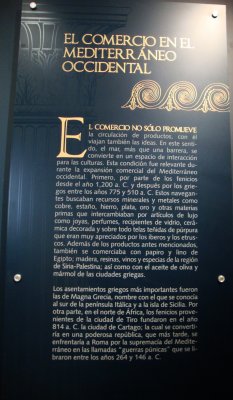 EL COMERCIO EN EL
MEDITERRÁNEO
OCCIDENTAL
EL COMERCIO NO SÓLO PROMUEVE
la circulación de productos, con él
viajan también las ideas. En este senti-
do, el mar, más que una barrera, se
convierte en un espacio de interacción
para las culturas. Esta condición fue relevante du-
rante la expansión comercial del Mediterráneo
occidental. Primero, por parte de los fenicios
desde el año 1,200 a. C. y después por los grie-
gos entre los años 775 y 510 a. C. Estos navegan-
tes buscaban recursos minerales y metales como
cobre, estaño, hierro, plata, oro y otras materias
primas que intercambiaban por artículos de lujo
como joyas, perfumes, recipientes de vidrio, cerá-
mica decorada y sobre todo telas teñidas de púrpura
que eran muy apreciados por los íberos y los etrus-
cos. Además de los productos antes mencionados,
también se comerciaba con papiro y lino de
Egipto; madera, resinas, vinos y especias de la región
de Siria-Palestina; así como con el aceite de oliva y
mármol de las ciudades griegas.
Los asentamientos griegos más importantes fueron
las de Magna Grecia, nombre con el que se conocía
al sur de la península Itálica y a la isla de Sicilia. Por
otra parte, en el norte de África, los fenicios prove-
nientes de la ciudad de Tiro fundaron en el año
814 a. C. la ciudad de Cartago; la cual se converti-
ría en una poderosa república, que más tarde, se
enfrentaría a Roma por la supremacía del Medite-
rráneo en las llamadas "guerras púnicas" que se li-
braron entre los años 264 y 146 a. C.